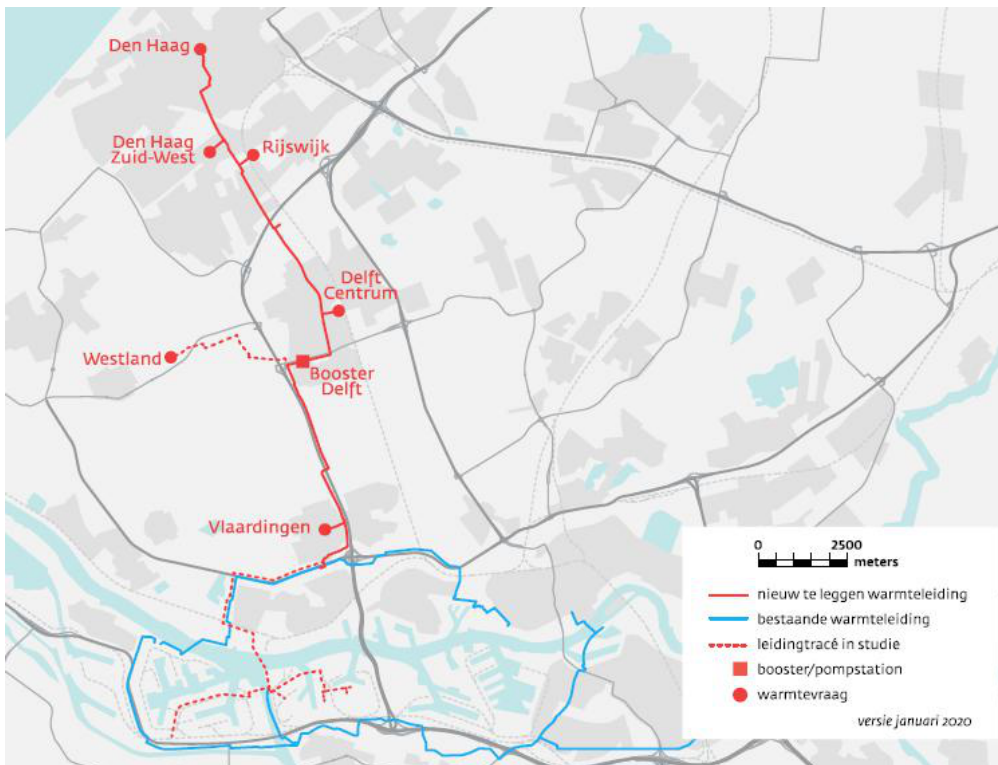 Den Haag
Den Haag
Zuid-West
Rijswijk
Delft
Centrum
Westland
Booster
Delft
Vlaardingen
0 2500
meters
nieuw te leggen warmteleiding
bestaande warmteleiding
leidingtracé in studie
booster/pompstation
warmtevraag
versie januari 2020